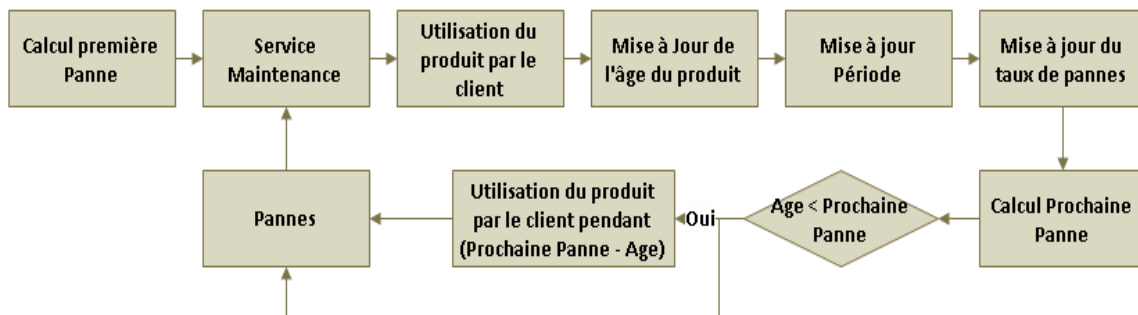 Calcul première
Panne
Service
Maintenance
Utilisation du
produit par le
client
Mise à Jour de
l'âge du produit
Mise à jour
Période
Mise à jour du
taux de pannes
Pannes
Utilisation du produit
par le client pendant
(Prochaine Panne - Age)
Oui
Age < Prochaine
Panne
Calcul Prochaine
Panne